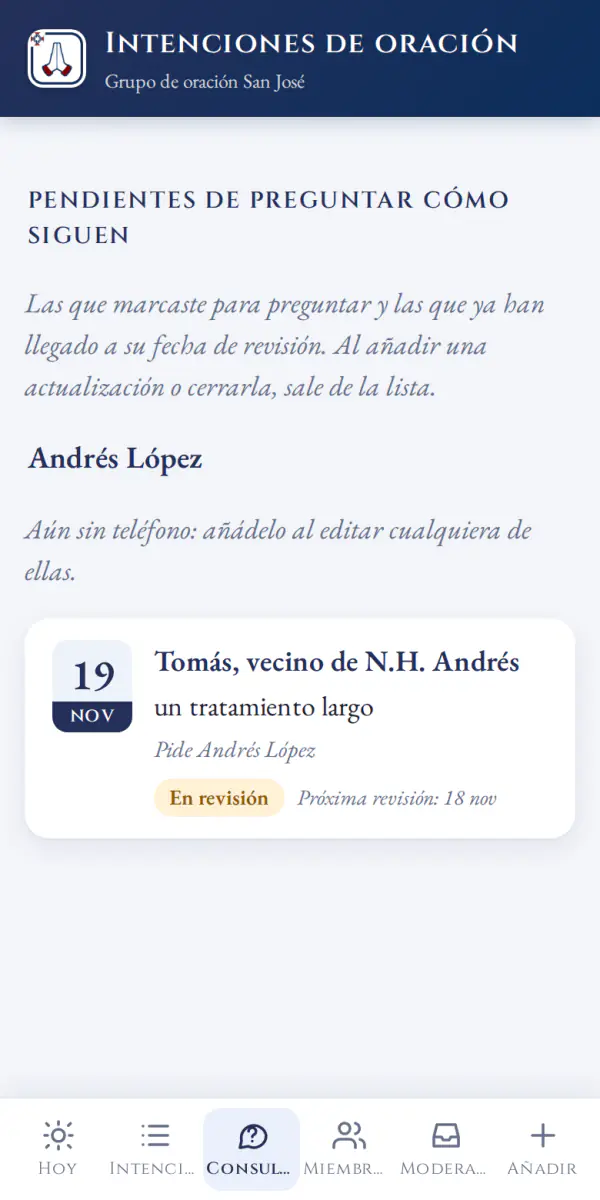 INTENCIONES DE ORACIÓN
Grupo de oración San José
PENDIENTES DE PREGUNTAR CÓMO
SIGUEN
Las que marcaste para preguntar y las que ya han
llegado a su fecha de revisión. Al añadir una
actualización o cerrarla, sale de la lista.
Andrés López
Aún sin teléfono: añádelo al editar cualquiera de
ellas.
19
NOV
Tomás, vecino de N.H. Andrés
un tratamiento largo
Pide Andrés López
En revisión
Próxima revisión: 18 nov
HOY
INTENCI...
CONSUL...
MIEMBR...
MODERA...
AÑADIR